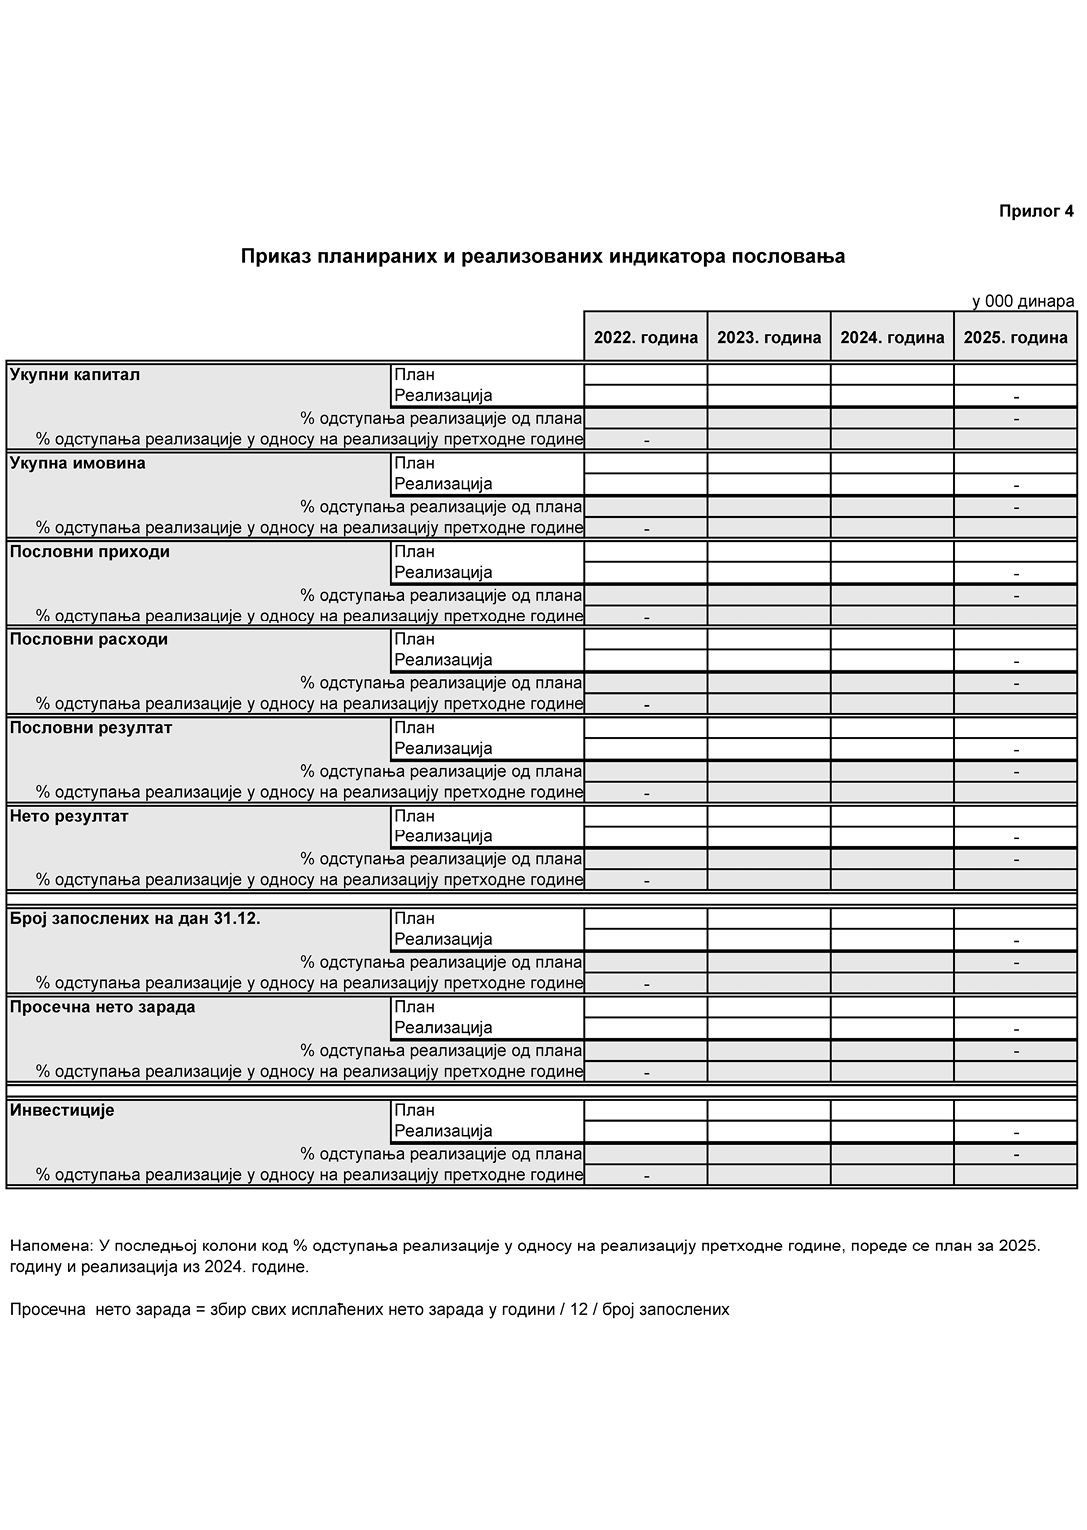 Прилог 4
Приказ планираних и реализованих индикатора пословања
у 000 динара
2022. година 2023. година 2024. година 2025. година
Укупни капитал План
Реализација -
% одступања реализације од плана -
% одступања реализације у односу на реализацију претходне године -
Укупна имовина План
Реализација -
% одступања реализације од плана -
% одступања реализације у односу на реализацију претходне године -
Пословни приходи План
Реализација -
% одступања реализације од плана -
% одступања реализације у односу на реализацију претходне године -
Пословни расходи План
Реализација -
% одступања реализације од плана -
% одступања реализације у односу на реализацију претходне године -
Пословни резултат План
Реализација -
% одступања реализације од плана -
% одступања реализације у односу на реализацију претходне године -
Нето резултат План
Реализација -
% одступања реализације од плана -
% одступања реализације у односу на реализацију претходне године -
Број запослених на дан 31.12. План
Реализација -
% одступања реализације од плана -
% одступања реализације у односу на реализацију претходне године -
Просечна нето зарада План
Реализација -
% одступања реализације од плана -
% одступања реализације у односу на реализацију претходне године -
Инвестиције План
Реализација -
% одступања реализације од плана -
% одступања реализације у односу на реализацију претходне године -
Напомена: У последњој колони код % одступања реализације у односу на реализацију претходне године, пореде се план за 2025.
годину и реализација из 2024. године.
Просечна нето зарада = збир свих исплаћених нето зарада у години / 12 / број запослених